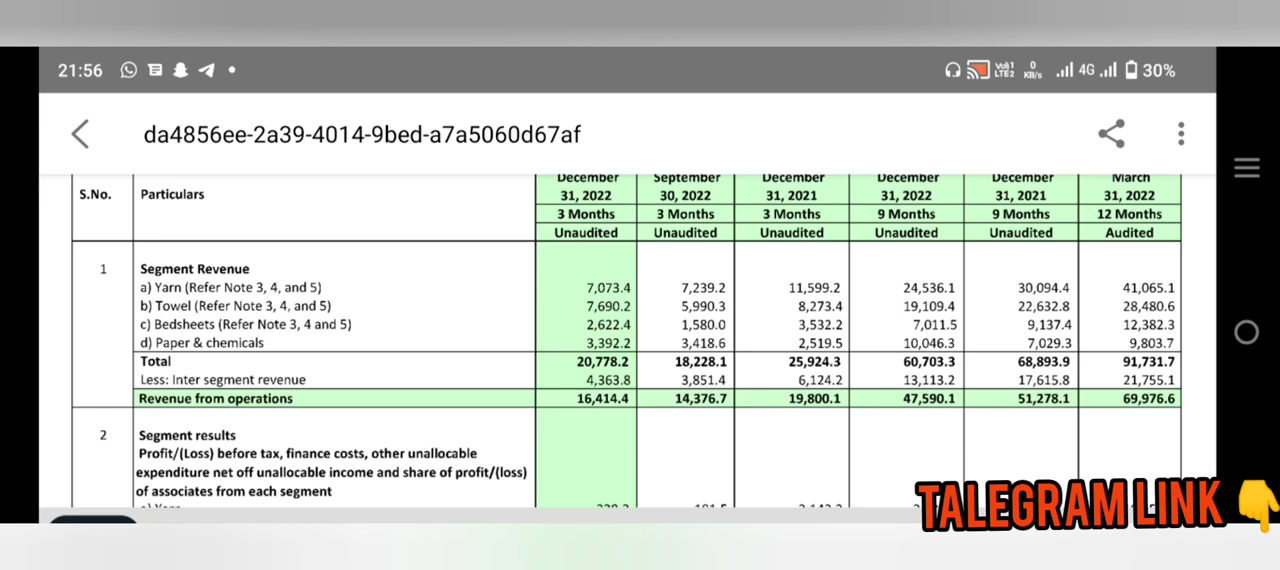 21:56 Vo)) 1 LTE2 0 KB/s 4G 30%
da4856ee-2a39-4014-9bed-a7a5060d67af
S.No. Particulars December 31, 2022 September 30, 2022 December 31, 2021 December 31, 2022 December 31, 2021 March 31, 2022
3 Months 3 Months 3 Months 9 Months 9 Months 12 Months
Unaudited Unaudited Unaudited Unaudited Unaudited Audited
1 Segment Revenue
a) Yarn (Refer Note 3, 4, and 5) 7,073.4 7,239.2 11,599.2 24,536.1 30,094.4 41,065.1
b) Towel (Refer Note 3, 4, and 5) 7,690.2 5,990.3 8,273.4 19,109.4 22,632.8 28,480.6
c) Bedsheets (Refer Note 3, 4 and 5) 2,622.4 1,580.0 3,532.2 7,011.5 9,137.4 12,382.3
d) Paper & chemicals 3,392.2 3,418.6 2,519.5 10,046.3 7,029.3 9,803.7
Total 20,778.2 18,228.1 25,924.3 60,703.3 68,893.9 91,731.7
Less: Inter segment revenue 4,363.8 3,851.4 6,124.2 13,113.2 17,615.8 21,755.1
Revenue from operations 16,414.4 14,376.7 19,800.1 47,590.1 51,278.1 69,976.6
2 Segment results
Profit/(Loss) before tax, finance costs, other unallocable
expenditure net off unallocable income and share of profit/(loss)
of associates from each segment
TALEGRAM LINK